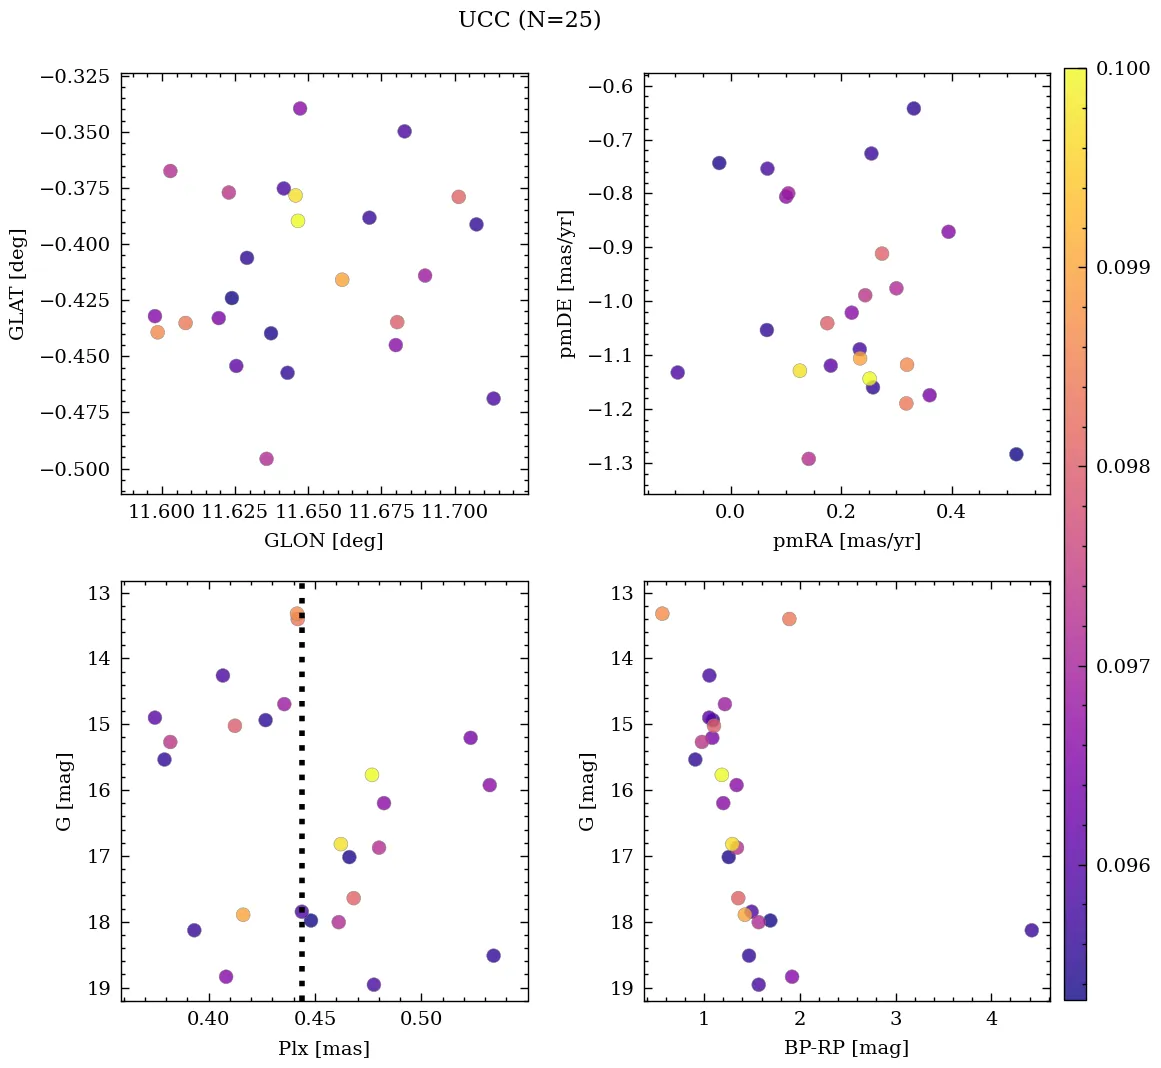 UCC (N=25)
−0.325
−0.350
−0.375
−0.400
−0.425
−0.450
−0.475
−0.500
GLAT [deg]
11.600 11.625 11.650 11.675 11.700
GLON [deg]
−0.6
−0.7
−0.8
−0.9
−1.0
−1.1
−1.2
−1.3
pmDE [mas/yr]
0.0 0.2 0.4
pmRA [mas/yr]
0.100
0.099
0.098
0.097
0.096
13
14
15
16
17
18
19
G [mag]
0.40 0.45 0.50
Plx [mas]
13
14
15
16
17
18
19
G [mag]
1 2 3 4
BP-RP [mag]